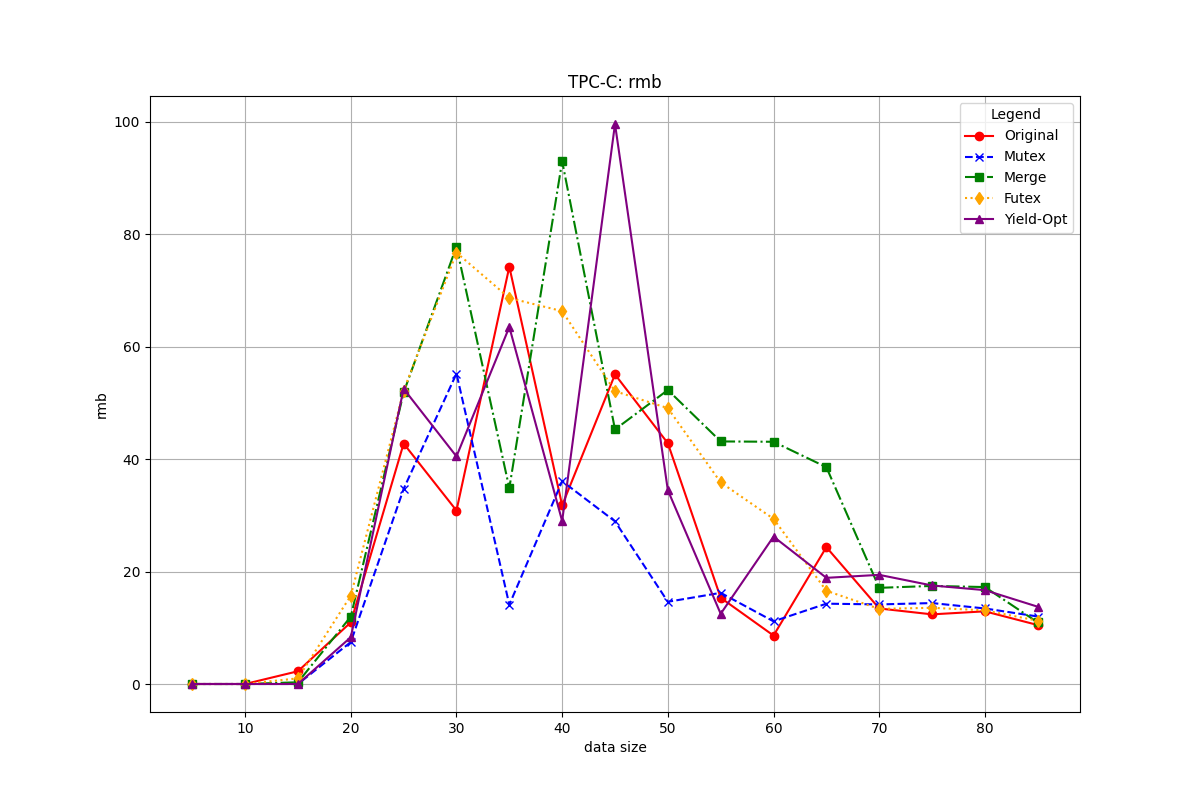 TPC-C: rmb
100
80
60
40
20
0
rmb
10 20 30 40 50 60 70 80
data size
Legend
Original
Mutex
Merge
Futex
Yield-Opt